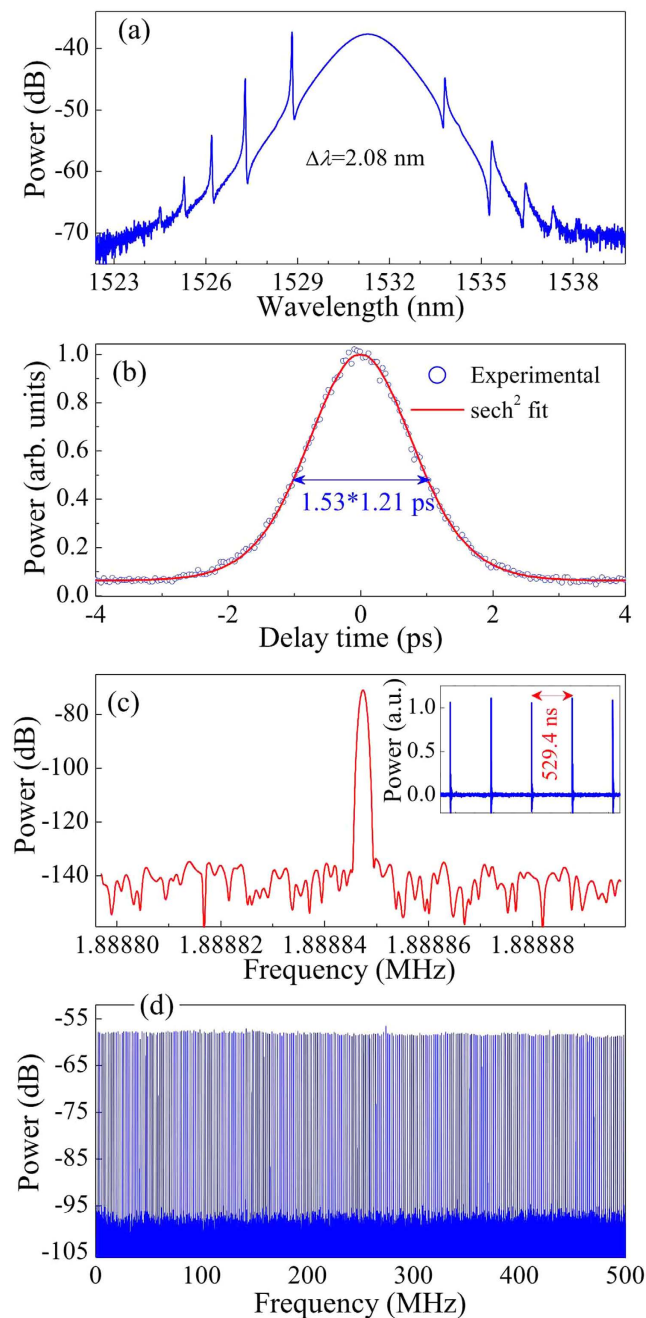 (a)
Power (dB)
-40
-50
-60
-70
Δλ=2.08 nm
1523 1526 1529 1532 1535 1538
Wavelength (nm)
(b)
Power (arb. units)
1.0
0.8
0.6
0.4
0.2
0.0
Experimental
sech² fit
1.53*1.21 ps
-4 -2 0 2 4
Delay time (ps)
(c)
Power (dB)
-80
-100
-120
-140
Power (a.u.)
1.0
0.5
0.0
529.4 ns
1.88880 1.88882 1.88884 1.88886 1.88888
Frequency (MHz)
(d)
Power (dB)
-55
-65
-75
-85
-95
-105
0 100 200 300 400 500
Frequency (MHz)